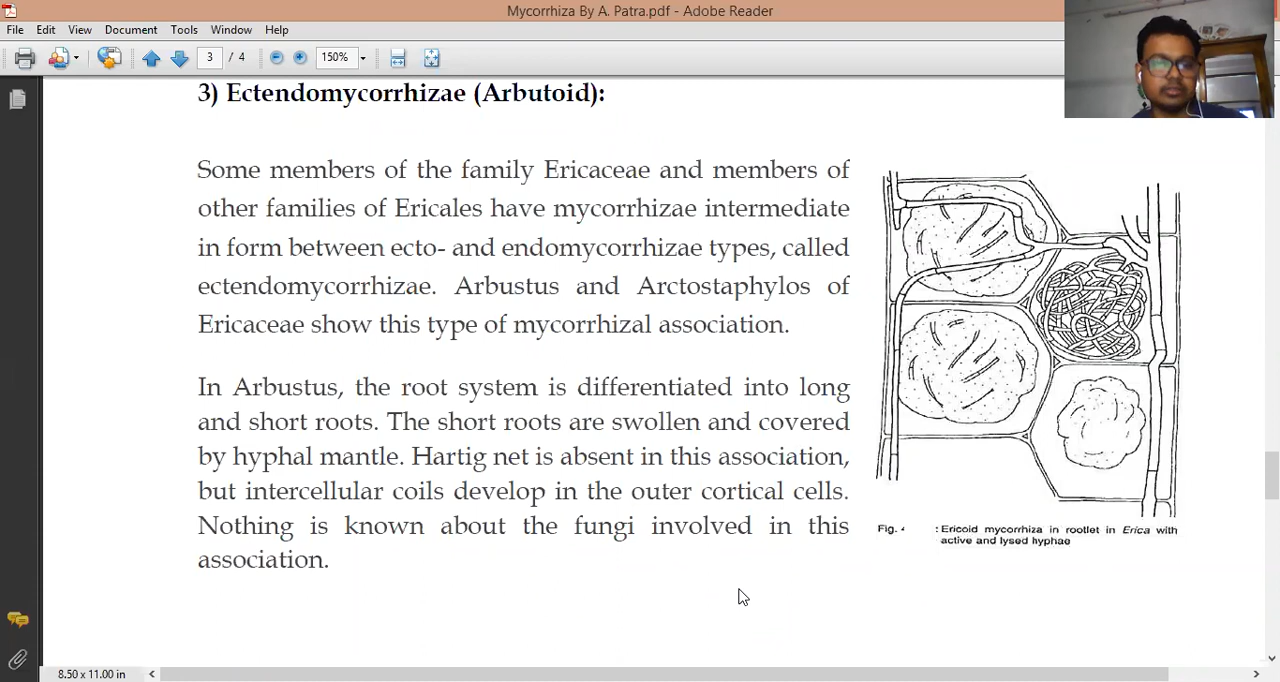 Mycorrhiza By A. Patra.pdf - Adobe Reader
File Edit View Document Tools Window Help
3 / 4 150%
3) Ectendomycorrhizae (Arbutoid):
Some members of the family Ericaceae and members of
other families of Ericales have mycorrhizae intermediate
in form between ecto- and endomycorrhizae types, called
ectendomycorrhizae. Arbustus and Arctostaphylos of
Ericaceae show this type of mycorrhizal association.
In Arbustus, the root system is differentiated into long
and short roots. The short roots are swollen and covered
by hyphal mantle. Hartig net is absent in this association,
but intercellular coils develop in the outer cortical cells.
Nothing is known about the fungi involved in this
association.
Fig. : Ericoid mycorrhiza in rootlet in Erica with
active and lysed hyphae
8.50 x 11.00 in